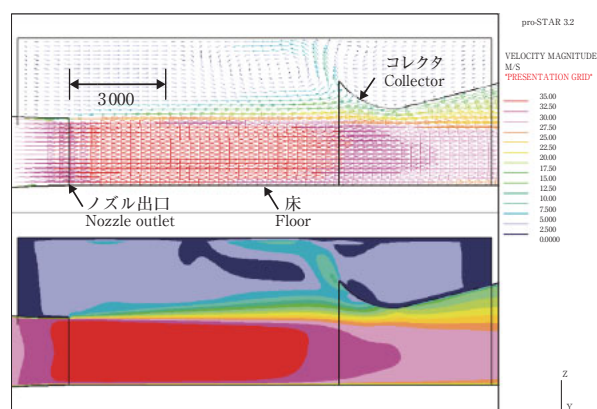 pro-STAR 3.2
VELOCITY MAGNITUDE
M/S
"PRESENTATION GRID"
35.00
32.50
30.00
27.50
25.00
22.50
20.00
17.50
15.00
12.50
10.00
7.500
5.000
2.500
0.0000
コレクタ
Collector
3000
ノズル出口
Nozzle outlet
床
Floor
Z
Y